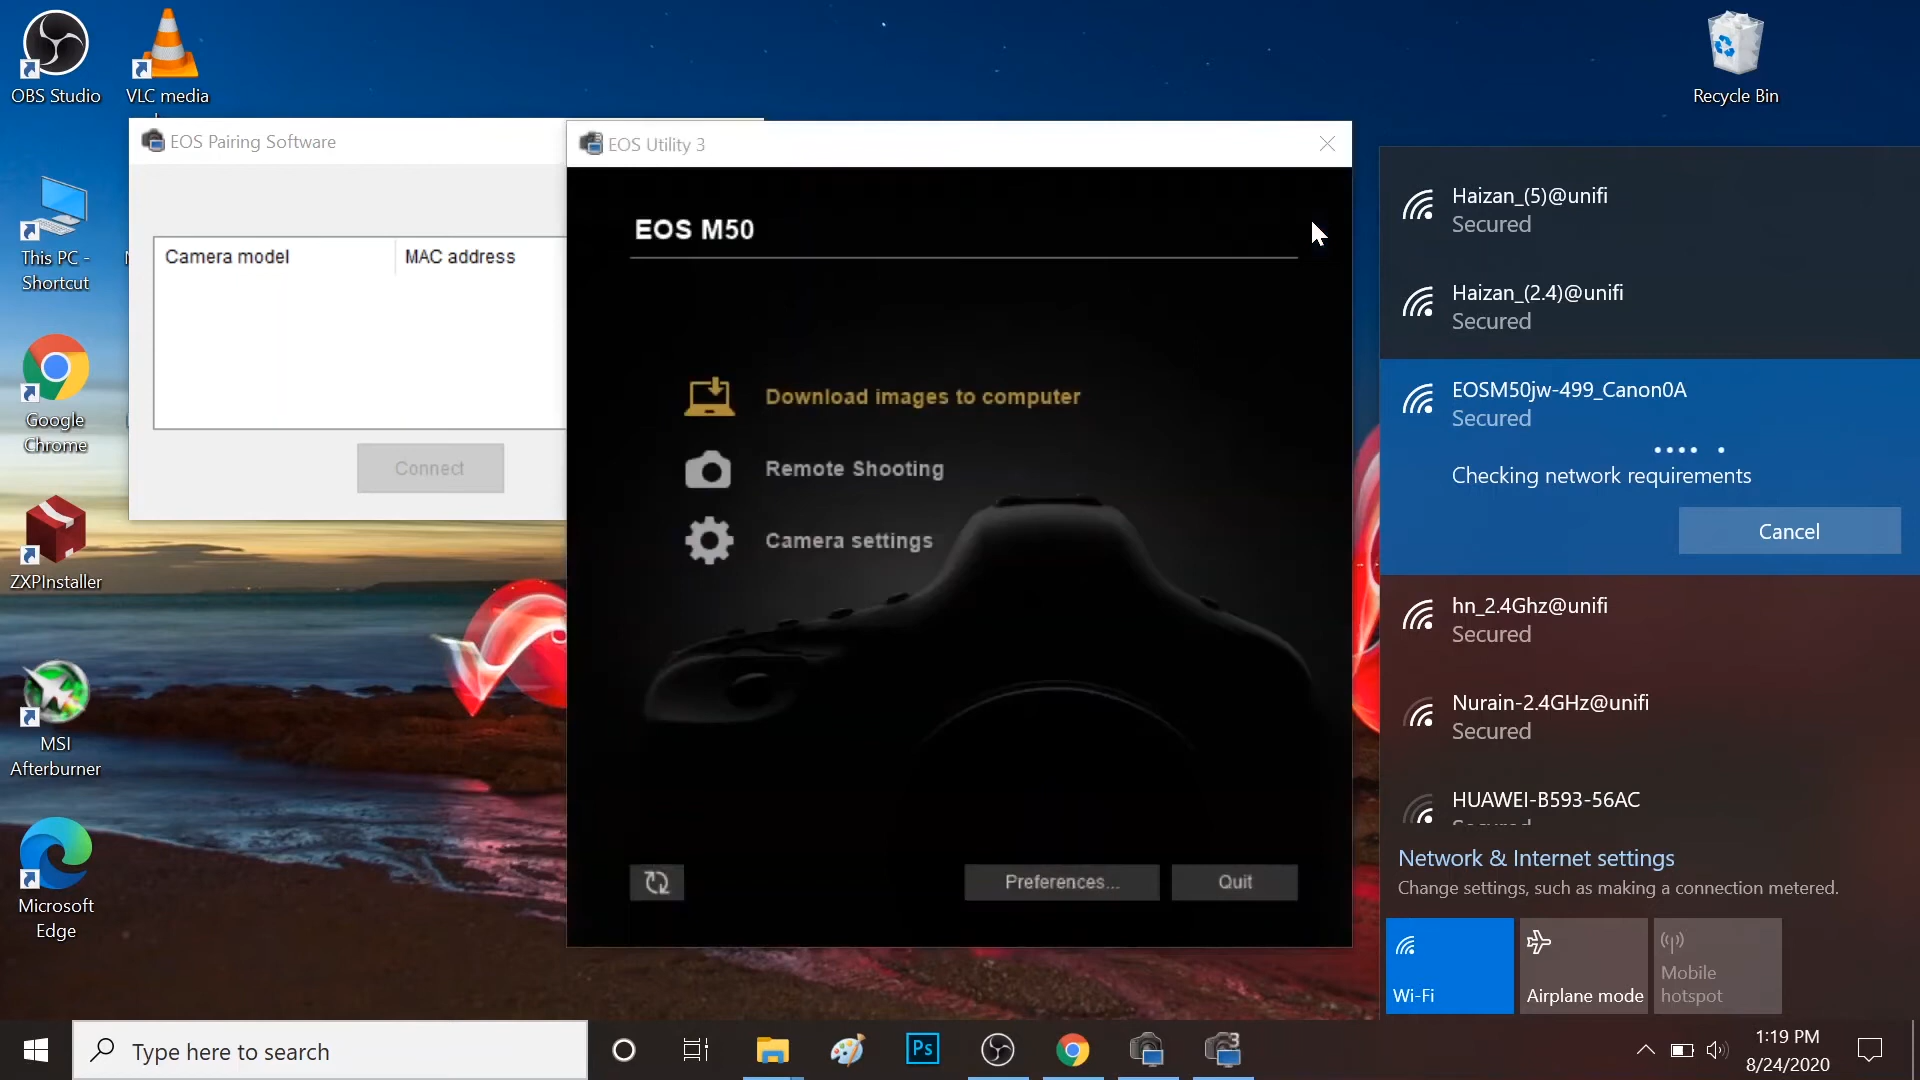 OBS Studio
VLC media
Recycle Bin
EOS Pairing Software
Camera model
MAC address
Connect
EOS Utility 3
EOS M50
Download images to computer
Remote Shooting
Camera settings
Preferences...
Quit
This PC -
Shortcut
Google
Chrome
ZXPInstaller
MSI
Afterburner
Microsoft
Edge
Haizan_(5)@unifi
Secured
Haizan_(2.4)@unifi
Secured
EOSM50jw-499_Canon0A
Secured
Checking network requirements
Cancel
hn_2.4Ghz@unifi
Secured
Nurain-2.4GHz@unifi
Secured
HUAWEI-B593-56AC
Secured
Network & Internet settings
Change settings, such as making a connection metered.
Wi-Fi
Airplane mode
Mobile
hotspot
Type here to search
Ps
3
1:19 PM
8/24/2020